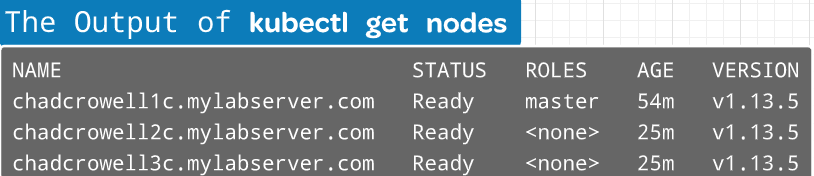 The Output of kubectl get nodes
NAME STATUS ROLES AGE VERSION
chadcrowell1c.mylabserver.com Ready master 54m v1.13.5
chadcrowell2c.mylabserver.com Ready <none> 25m v1.13.5
chadcrowell3c.mylabserver.com Ready <none> 25m v1.13.5